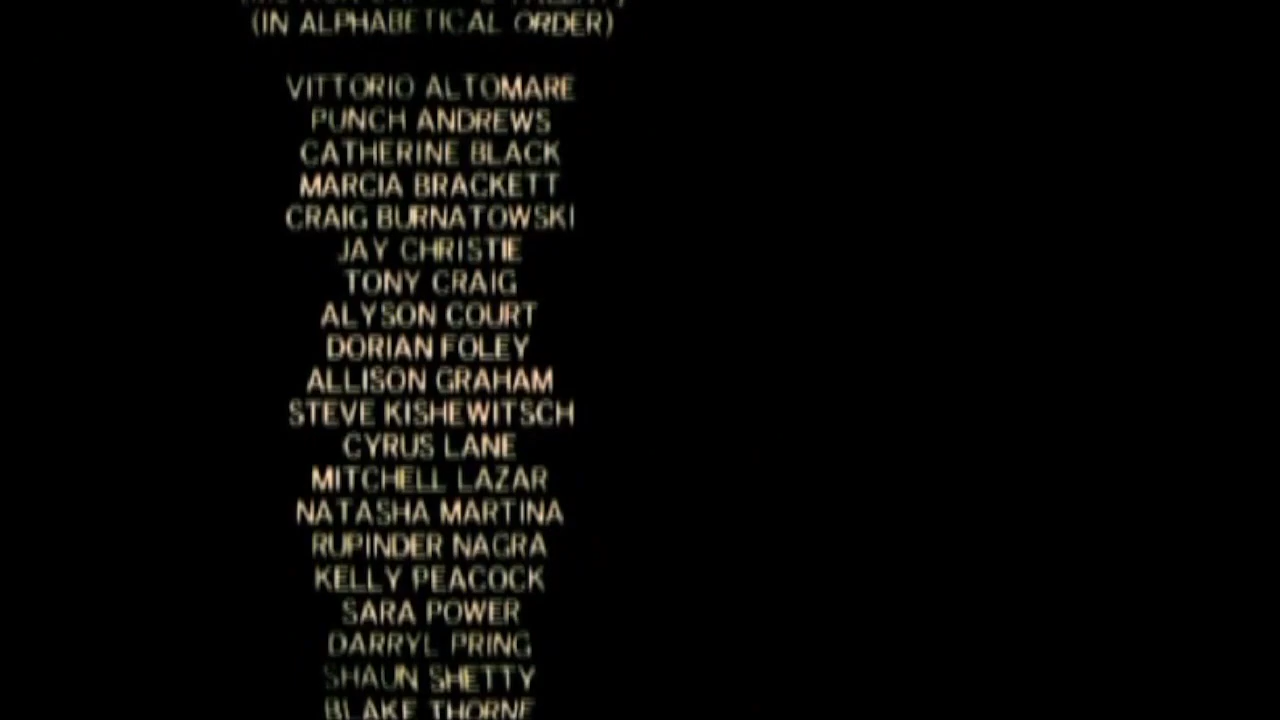 (IN ALPHABETICAL ORDER)
VITTORIO ALTOMARE
PUNCH ANDREWS
CATHERINE BLACK
MARCIA BRACKETT
CRAIG BURNATOWSKI
JAY CHRISTIE
TONY CRAIG
ALYSON COURT
DORIAN FOLEY
ALLISON GRAHAM
STEVE KISHEWITSCH
CYRUS LANE
MITCHELL LAZAR
NATASHA MARTINA
RUPINDER NAGRA
KELLY PEACOCK
SARA POWER
DARRYL PRING
SHAUN SHETTY
BLAKE THORNE